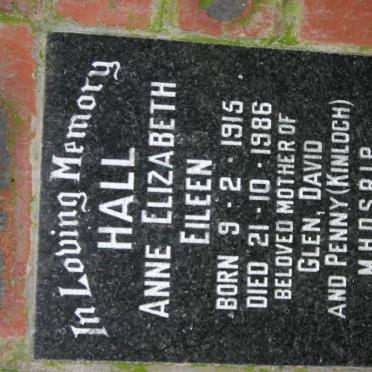 In Loving Memory
HALL
ANNE ELIZABETH
EILEEN
BORN 9 · 2 · 1915
DIED 21 · 10 · 1986
BELOVED MOTHER OF
GLEN, DAVID
AND PENNY (KINLOCH)
M.H.D.S.R.I.P.